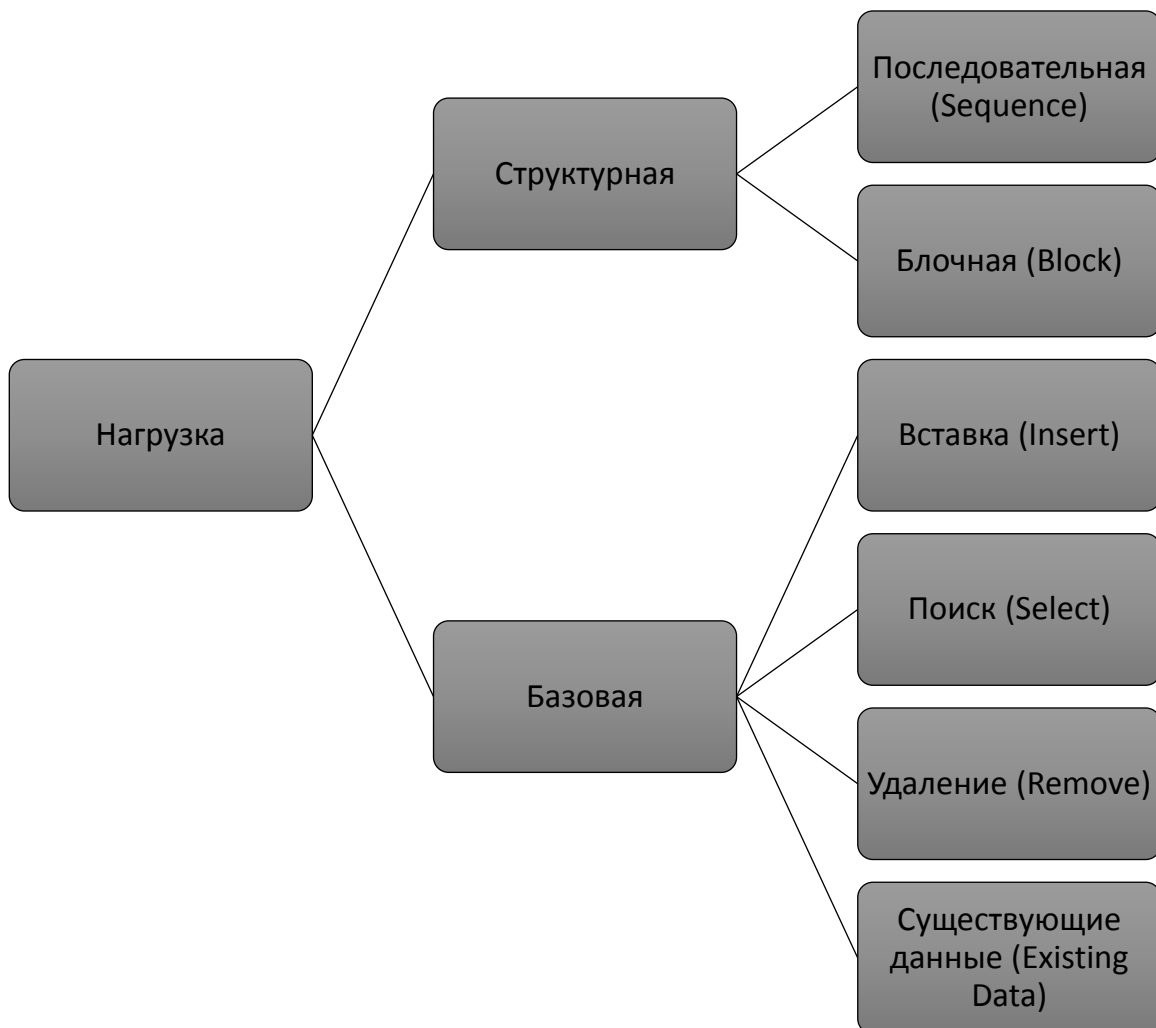 Нагрузка
Структурная
Последовательная
(Sequence)
Блочная (Block)
Базовая
Вставка (Insert)
Поиск (Select)
Удаление (Remove)
Существующие
данные (Existing
Data)